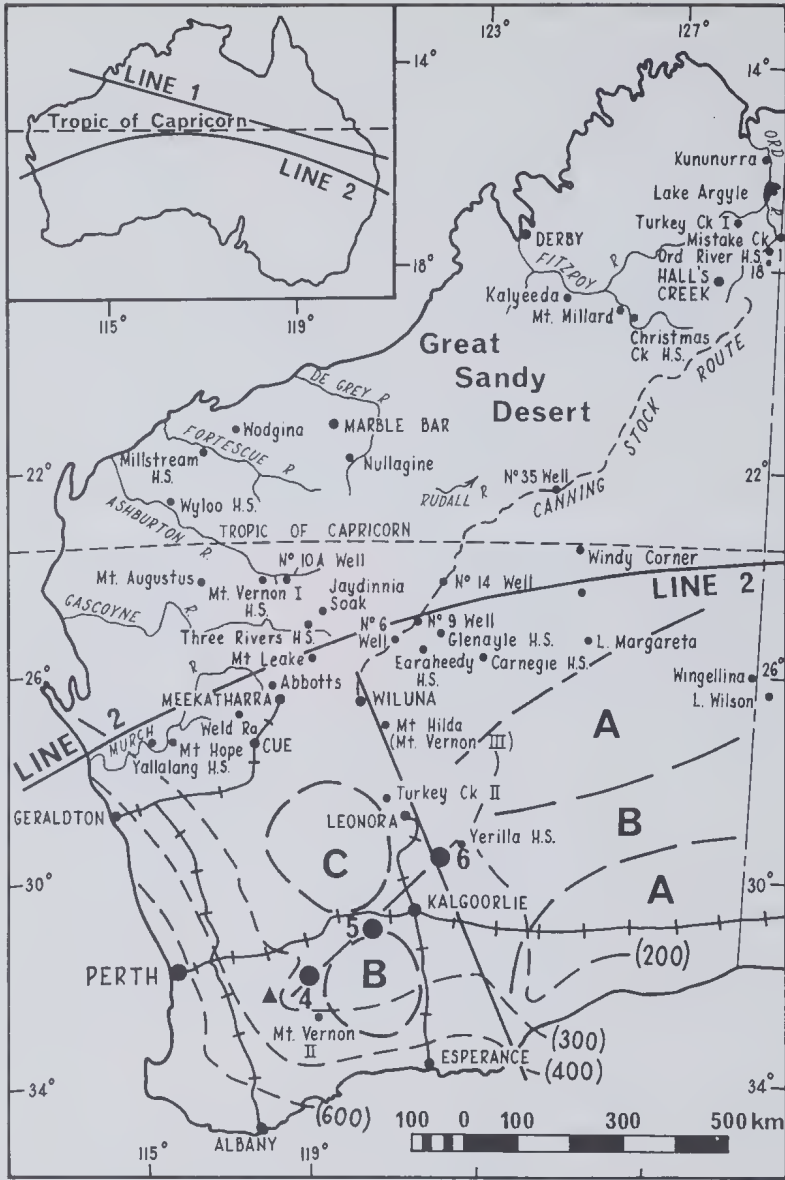 LINE 1
Tropic of Capricorn
LINE 2
115°
119°
123°
127°
14°
14°
18°
18°
ORD R.
Kununurra
Lake Argyle
Turkey Ck I
Mistake Ck
Ord River H.S.
1
HALL'S
CREEK
DERBY
FITZROY R
Kalyeeda
Mt. Millard
Christmas
Ck H.S.
Great
Sandy
Desert
CANNING STOCK ROUTE
DE GREY R
Wodgina
MARBLE BAR
FORTESCUE R
Millstream
H.S.
Nullagine
22°
22°
RUDALL R
Nº35 Well
Wyloo H.S.
ASHBURTON R.
TROPIC OF CAPRICORN
Nº 10A Well
Windy Corner
Mt. Augustus
Mt. Vernon I
H.S.
Jaydinnia
Soak
Nº 14 Well
LINE 2
GASCOYNE R.
Three Rivers H.S.
Nº 6
Well
Nº 9 Well
Glenayle H.S.
L. Margareta
Mt Leake
Earaheedy
H.S.
Carnegie H.S.
26°
26°
R
Abbotts
MEEKATHARRA
WILUNA
Wingellina
L. Wilson
Weld Ra
MURCH
Mt Hope
CUE
Yallalang H.S.
LINE 2
Mt Hilda
(Mt. Vernon III)
A
GERALDTON
Turkey Ck II
LEONORA
Yerilla H.S.
B
C
6
30°
30°
A
KALGOORLIE
5
PERTH
4
B
(200)
Mt. Vernon
II
(300)
ESPERANCE
(400)
34°
34°
(600)
ALBANY
100 0 100 200 300 500 km
115°
119°